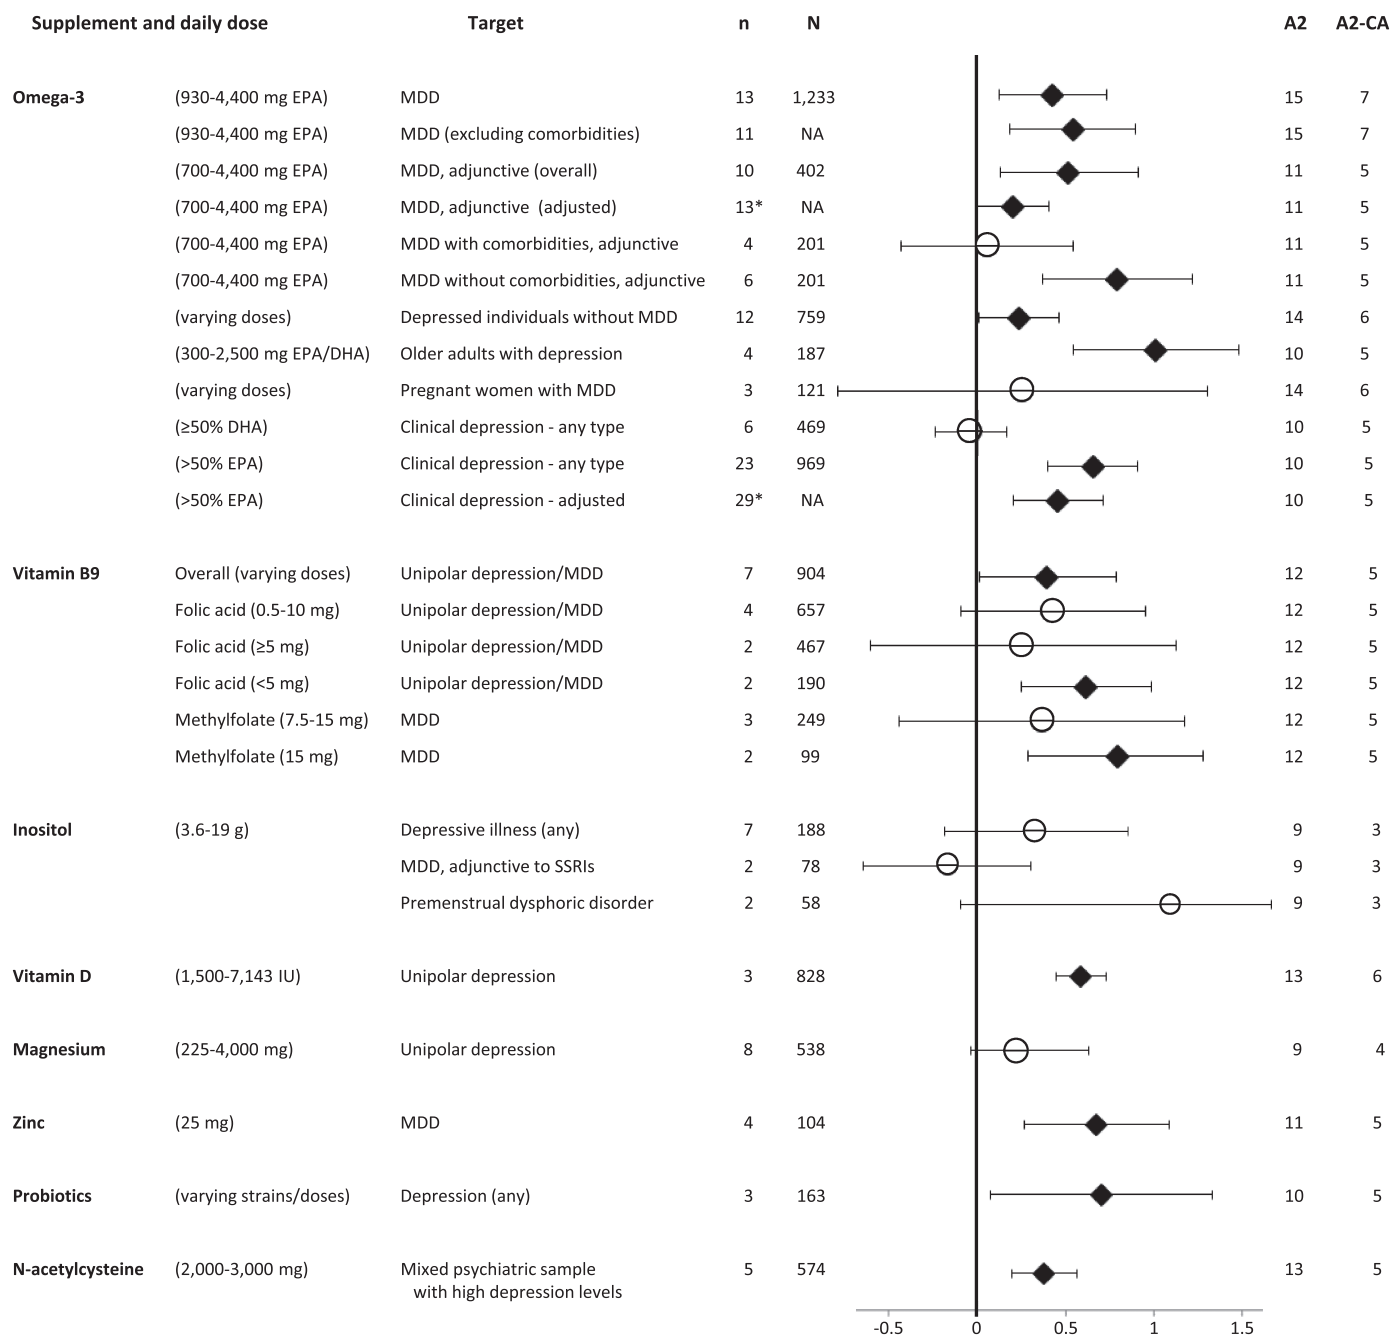 Supplement and daily dose Target n N A2 A2-CA
Omega-3 (930-4,400 mg EPA) MDD 13 1,233 15 7
(930-4,400 mg EPA) MDD (excluding comorbidities) 11 NA 15 7
(700-4,400 mg EPA) MDD, adjunctive (overall) 10 402 11 5
(700-4,400 mg EPA) MDD, adjunctive (adjusted) 13* NA 11 5
(700-4,400 mg EPA) MDD with comorbidities, adjunctive 4 201 11 5
(700-4,400 mg EPA) MDD without comorbidities, adjunctive 6 201 11 5
(varying doses) Depressed individuals without MDD 12 759 14 6
(300-2,500 mg EPA/DHA) Older adults with depression 4 187 10 5
(varying doses) Pregnant women with MDD 3 121 14 6
(≥50% DHA) Clinical depression - any type 6 469 10 5
(>50% EPA) Clinical depression - any type 23 969 10 5
(>50% EPA) Clinical depression - adjusted 29* NA 10 5
Vitamin B9 Overall (varying doses) Unipolar depression/MDD 7 904 12 5
Folic acid (0.5-10 mg) Unipolar depression/MDD 4 657 12 5
Folic acid (≥5 mg) Unipolar depression/MDD 2 467 12 5
Folic acid (<5 mg) Unipolar depression/MDD 2 190 12 5
Methylfolate (7.5-15 mg) MDD 3 249 12 5
Methylfolate (15 mg) MDD 2 99 12 5
Inositol (3.6-19 g) Depressive illness (any) 7 188 9 3
MDD, adjunctive to SSRIs 2 78 9 3
Premenstrual dysphoric disorder 2 58 9 3
Vitamin D (1,500-7,143 IU) Unipolar depression 3 828 13 6
Magnesium (225-4,000 mg) Unipolar depression 8 538 9 4
Zinc (25 mg) MDD 4 104 11 5
Probiotics (varying strains/doses) Depression (any) 3 163 10 5
N-acetylcysteine (2,000-3,000 mg) Mixed psychiatric sample 5 574 13 5
with high depression levels
-0.5 0 0.5 1 1.5